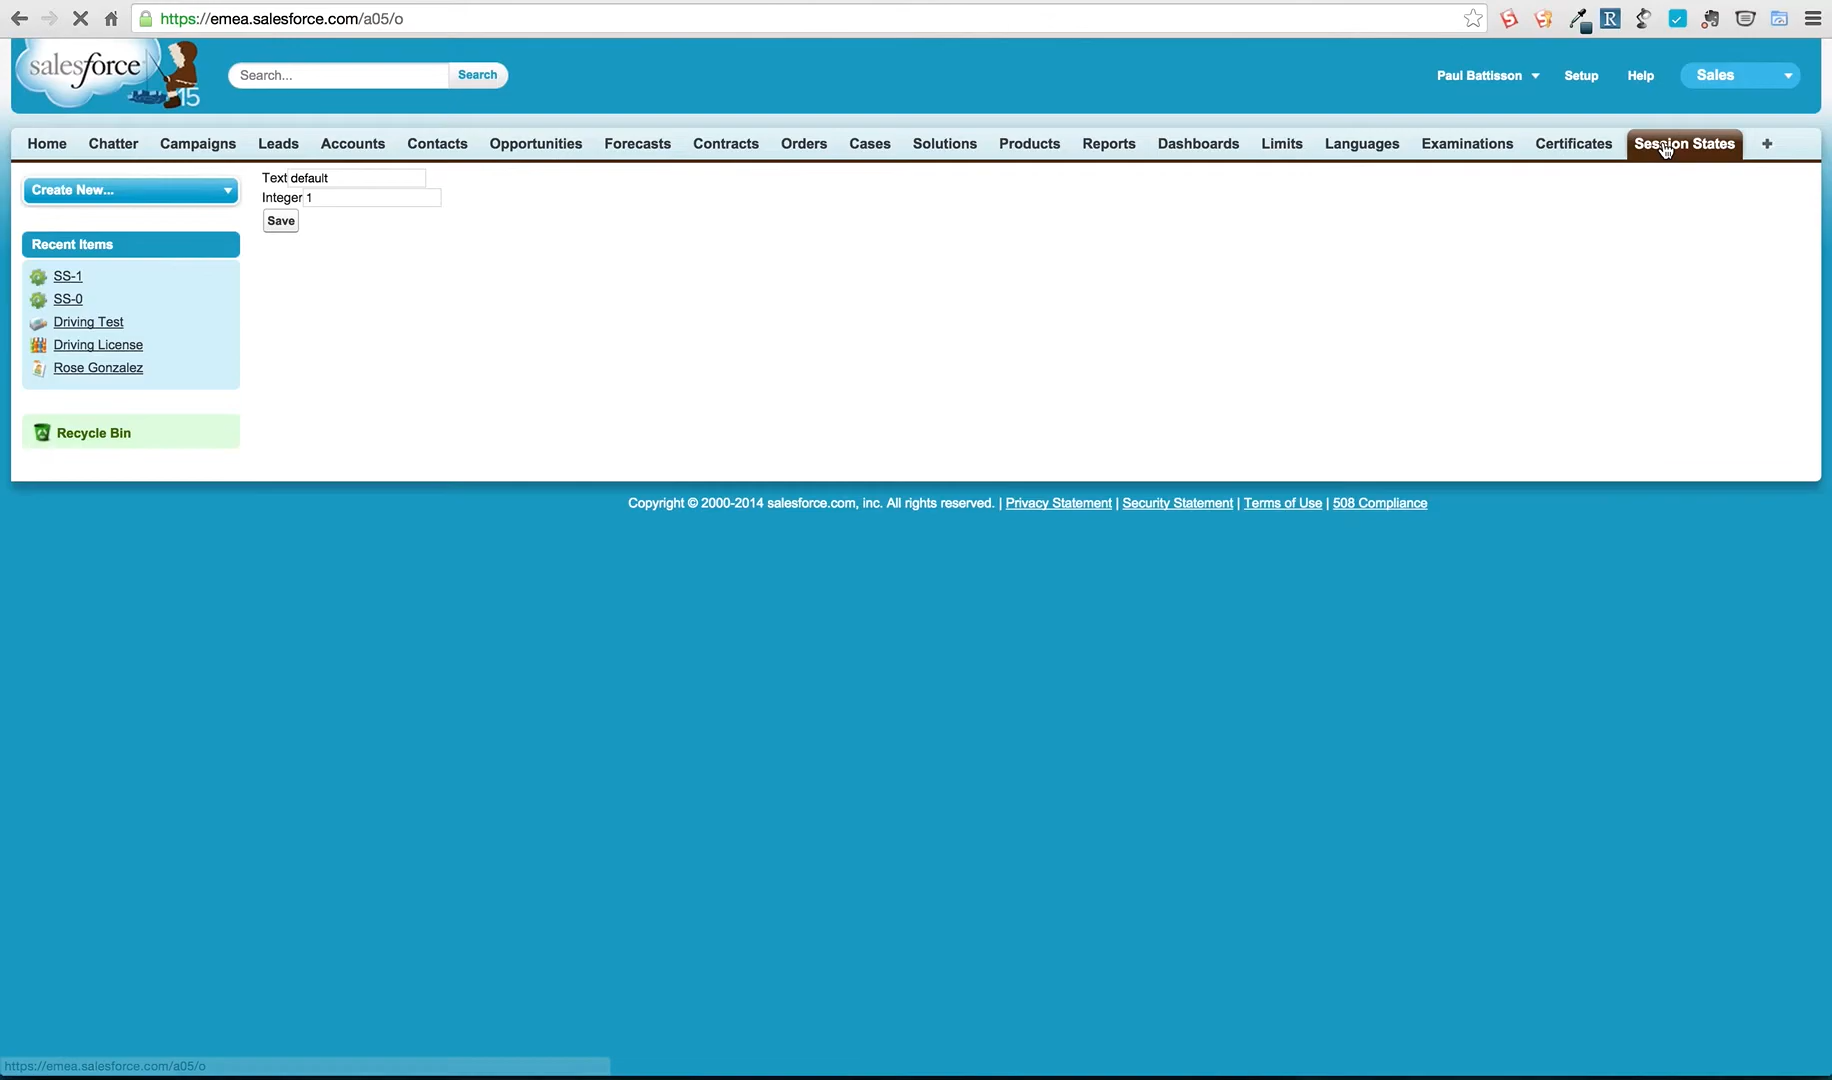 https://emea.salesforce.com/a05/o
salesforce
15
Search...
Search
Paul Battisson
Setup
Help
Sales
Home Chatter Campaigns Leads Accounts Contacts Opportunities Forecasts Contracts Orders Cases Solutions Products Reports Dashboards Limits Languages Examinations Certificates Session States +
Create New...
Text default
Integer 1
Save
Recent Items
SS-1
SS-0
Driving Test
Driving License
Rose Gonzalez
Recycle Bin
Copyright © 2000-2014 salesforce.com, inc. All rights reserved. | Privacy Statement | Security Statement | Terms of Use | 508 Compliance
https://emea.salesforce.com/a05/o